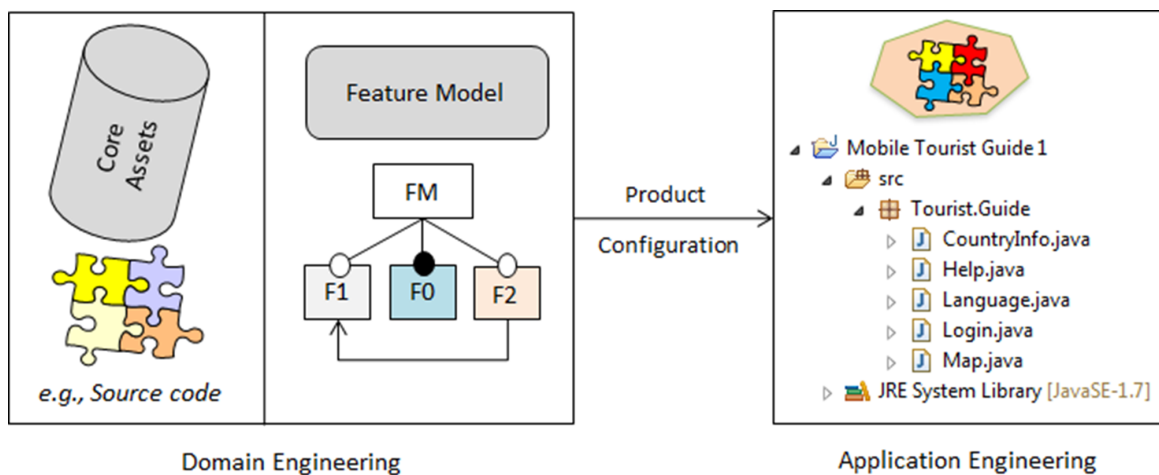 Core
Assets
e.g., Source code
Feature Model
FM
F1
F0
F2
Product
Configuration
Mobile Tourist Guide 1
src
Tourist.Guide
CountryInfo.java
Help.java
Language.java
Login.java
Map.java
JRE System Library [JavaSE-1.7]
Domain Engineering
Application Engineering